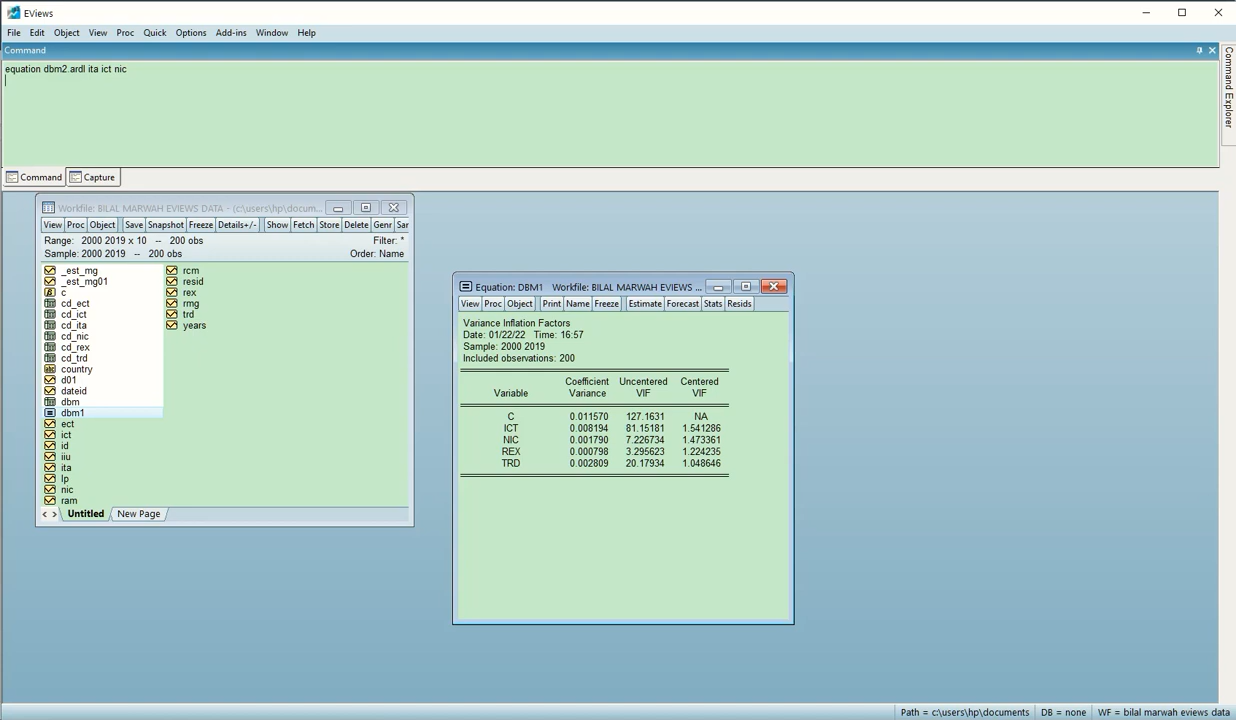 EViews
File Edit Object View Proc Quick Options Add-ins Window Help
Command
equation dbm2.ardl ita ict nic
Command Explorer
Command Capture
Workfile: BILAL MARWAH EVIEWS DATA - (c:\users\hp\docum...
View Proc Object Save Snapshot Freeze Details+/- Show Fetch Store Delete Genr Sar
Range: 2000 2019 x 10 -- 200 obs Filter: *
Sample: 2000 2019 -- 200 obs Order: Name
_est_mg
_est_mg01
c
cd_ect
cd_ict
cd_ita
cd_nic
cd_rex
cd_trd
country
d01
dateid
dbm
dbm1
ect
ict
id
iiu
ita
lp
nic
ram
rcm
resid
rex
rmg
trd
years
< > Untitled New Page
Equation: DBM1 Workfile: BILAL MARWAH EVIEWS ...
View Proc Object Print Name Freeze Estimate Forecast Stats Resids
Variance Inflation Factors
Date: 01/22/22 Time: 16:57
Sample: 2000 2019
Included observations: 200
Coefficient Uncentered Centered
Variable Variance VIF VIF
C 0.011570 127.1631 NA
ICT 0.008194 81.15181 1.541286
NIC 0.001790 7.226734 1.473361
REX 0.000798 3.295623 1.224235
TRD 0.002809 20.17934 1.048646
Path = c:\users\hp\documents DB = none WF = bilal marwah eviews data